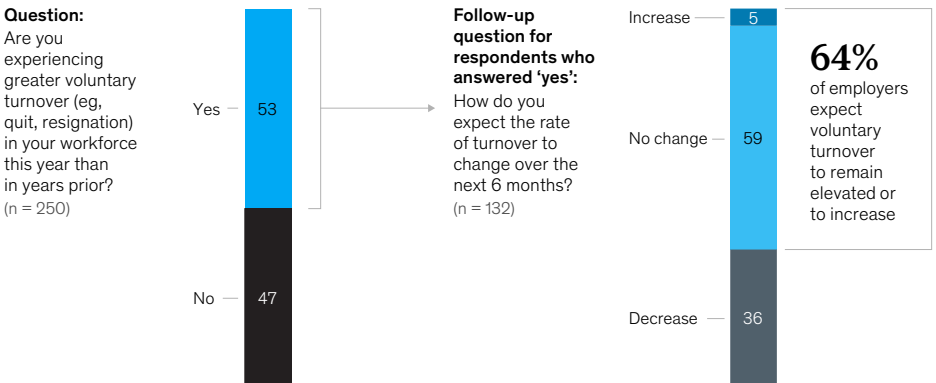 Question:
Are you
experiencing
greater voluntary
turnover (eg,
quit, resignation)
in your workforce
this year than
in years prior?
(n = 250)
Yes
53
No
47
Follow-up
question for
respondents who
answered ‘yes’:
How do you
expect the rate
of turnover to
change over the
next 6 months?
(n = 132)
Increase
5
No change
59
Decrease
36
64%
of employers
expect
voluntary
turnover
to remain
elevated or
to increase